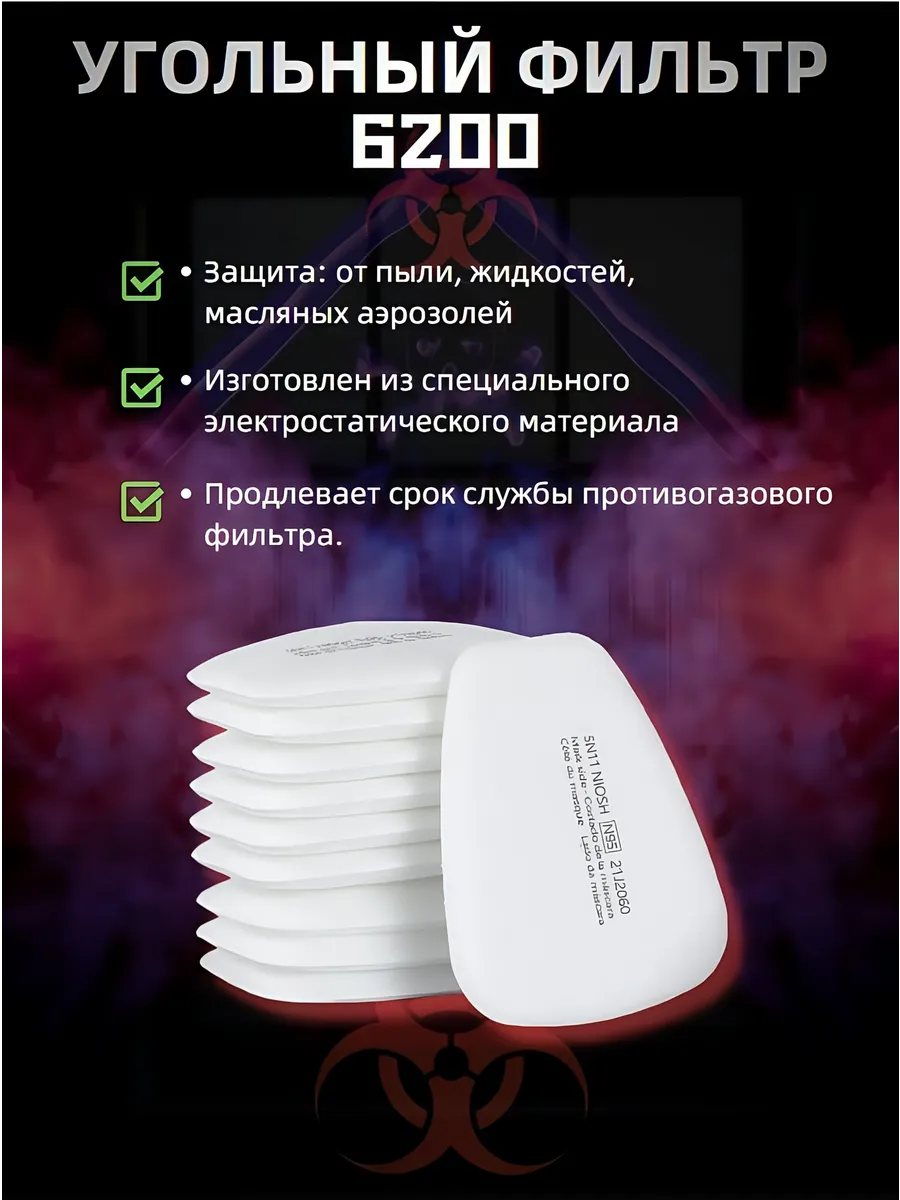 УГОЛЬНЫЙ ФИЛЬТР
6200
• Защита: от пыли, жидкостей,
масляных аэрозолей
• Изготовлен из специального
электростатического материала
• Продлевает срок службы противогазового
фильтра.
5N11 NIOSH N95 21J2060